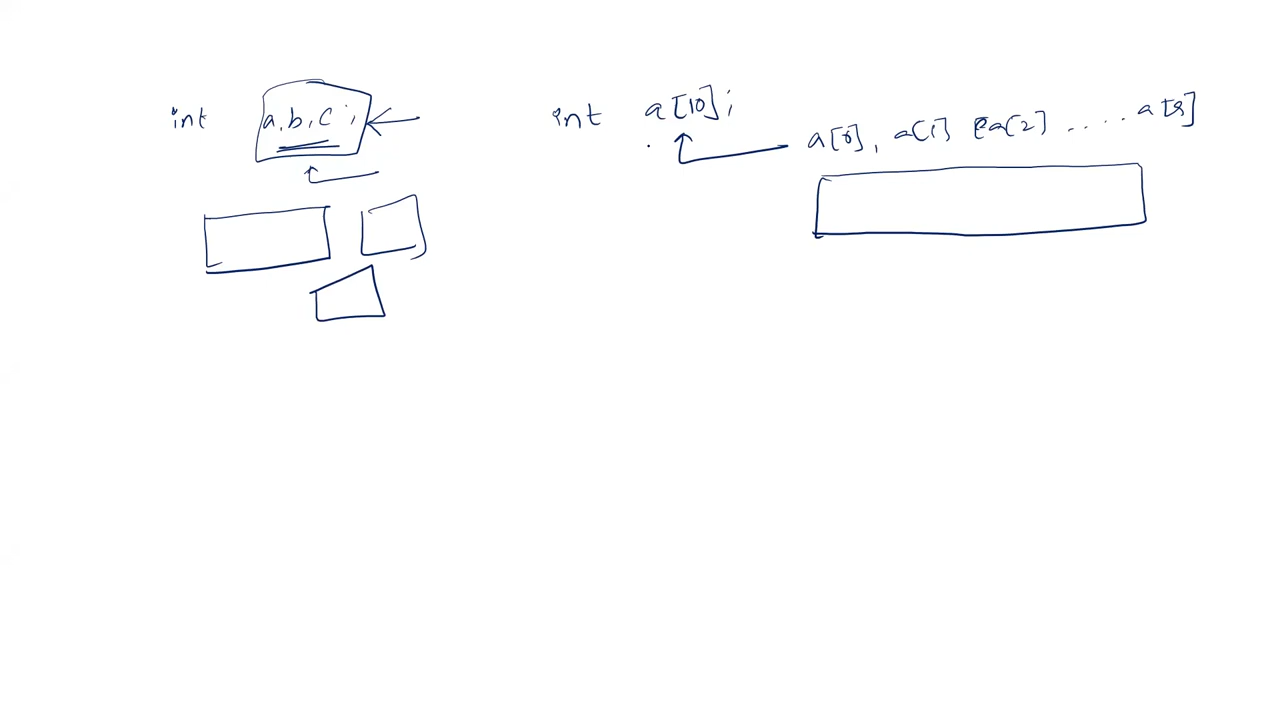 int a, b, c ;
int a[10];
a[0], a[1] a[2] ..... a[9]